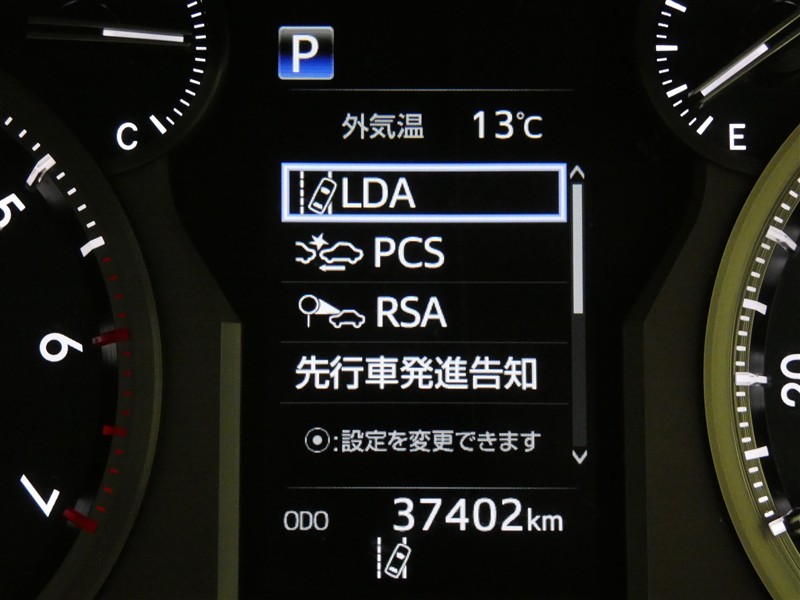 P
C
E
外気温 13℃
LDA
PCS
RSA
先行車発進告知
⦿:設定を変更できます
ODO 37402km
5
6
7
20